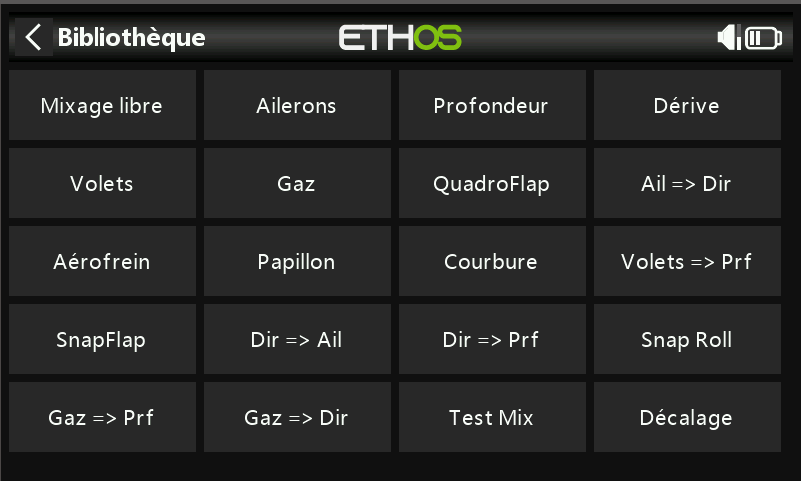 Bibliothèque
ETHOS
Mixage libre
Ailerons
Profondeur
Dérive
Volets
Gaz
QuadroFlap
Ail => Dir
Aérofrein
Papillon
Courbure
Volets => Prf
SnapFlap
Dir => Ail
Dir => Prf
Snap Roll
Gaz => Prf
Gaz => Dir
Test Mix
Décalage